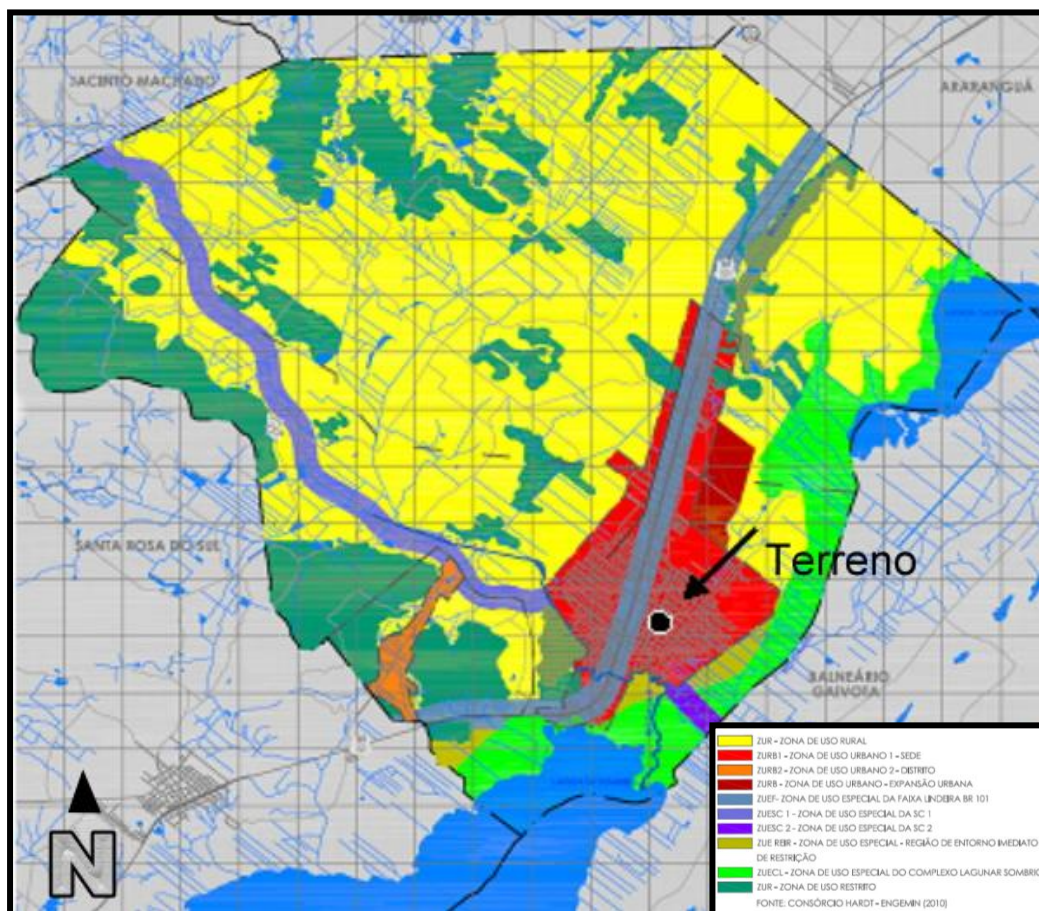 JACINTO MACHADO
ARARANGUÁ
SANTA ROSA DO SUL
Terreno
BALNEÁRIO
GAIVOTA
N
ZUR - ZONA DE USO RURAL
ZURB1 - ZONA DE USO URBANO 1 - SEDE
ZURB2 - ZONA DE USO URBANO 2 - DISTRITO
ZURB - ZONA DE USO URBANO - EXPANSÃO URBANA
ZUEF- ZONA DE USO ESPECIAL DA FAIXA LINDEIRA BR 101
ZUESC 1 - ZONA DE USO ESPECIAL DA SC 1
ZUESC 2 - ZONA DE USO ESPECIAL DA SC 2
ZUE REIR - ZONA DE USO ESPECIAL - REGIÃO DE ENTORNO IMEDIATO
DE RESTRIÇÃO
ZUECL - ZONA DE USO ESPECIAL DO COMPLEXO LAGUNAR SOMBRIO
ZUR - ZONA DE USO RESTRITO
FONTE: CONSÓRCIO HARDT - ENGEMIN (2010)